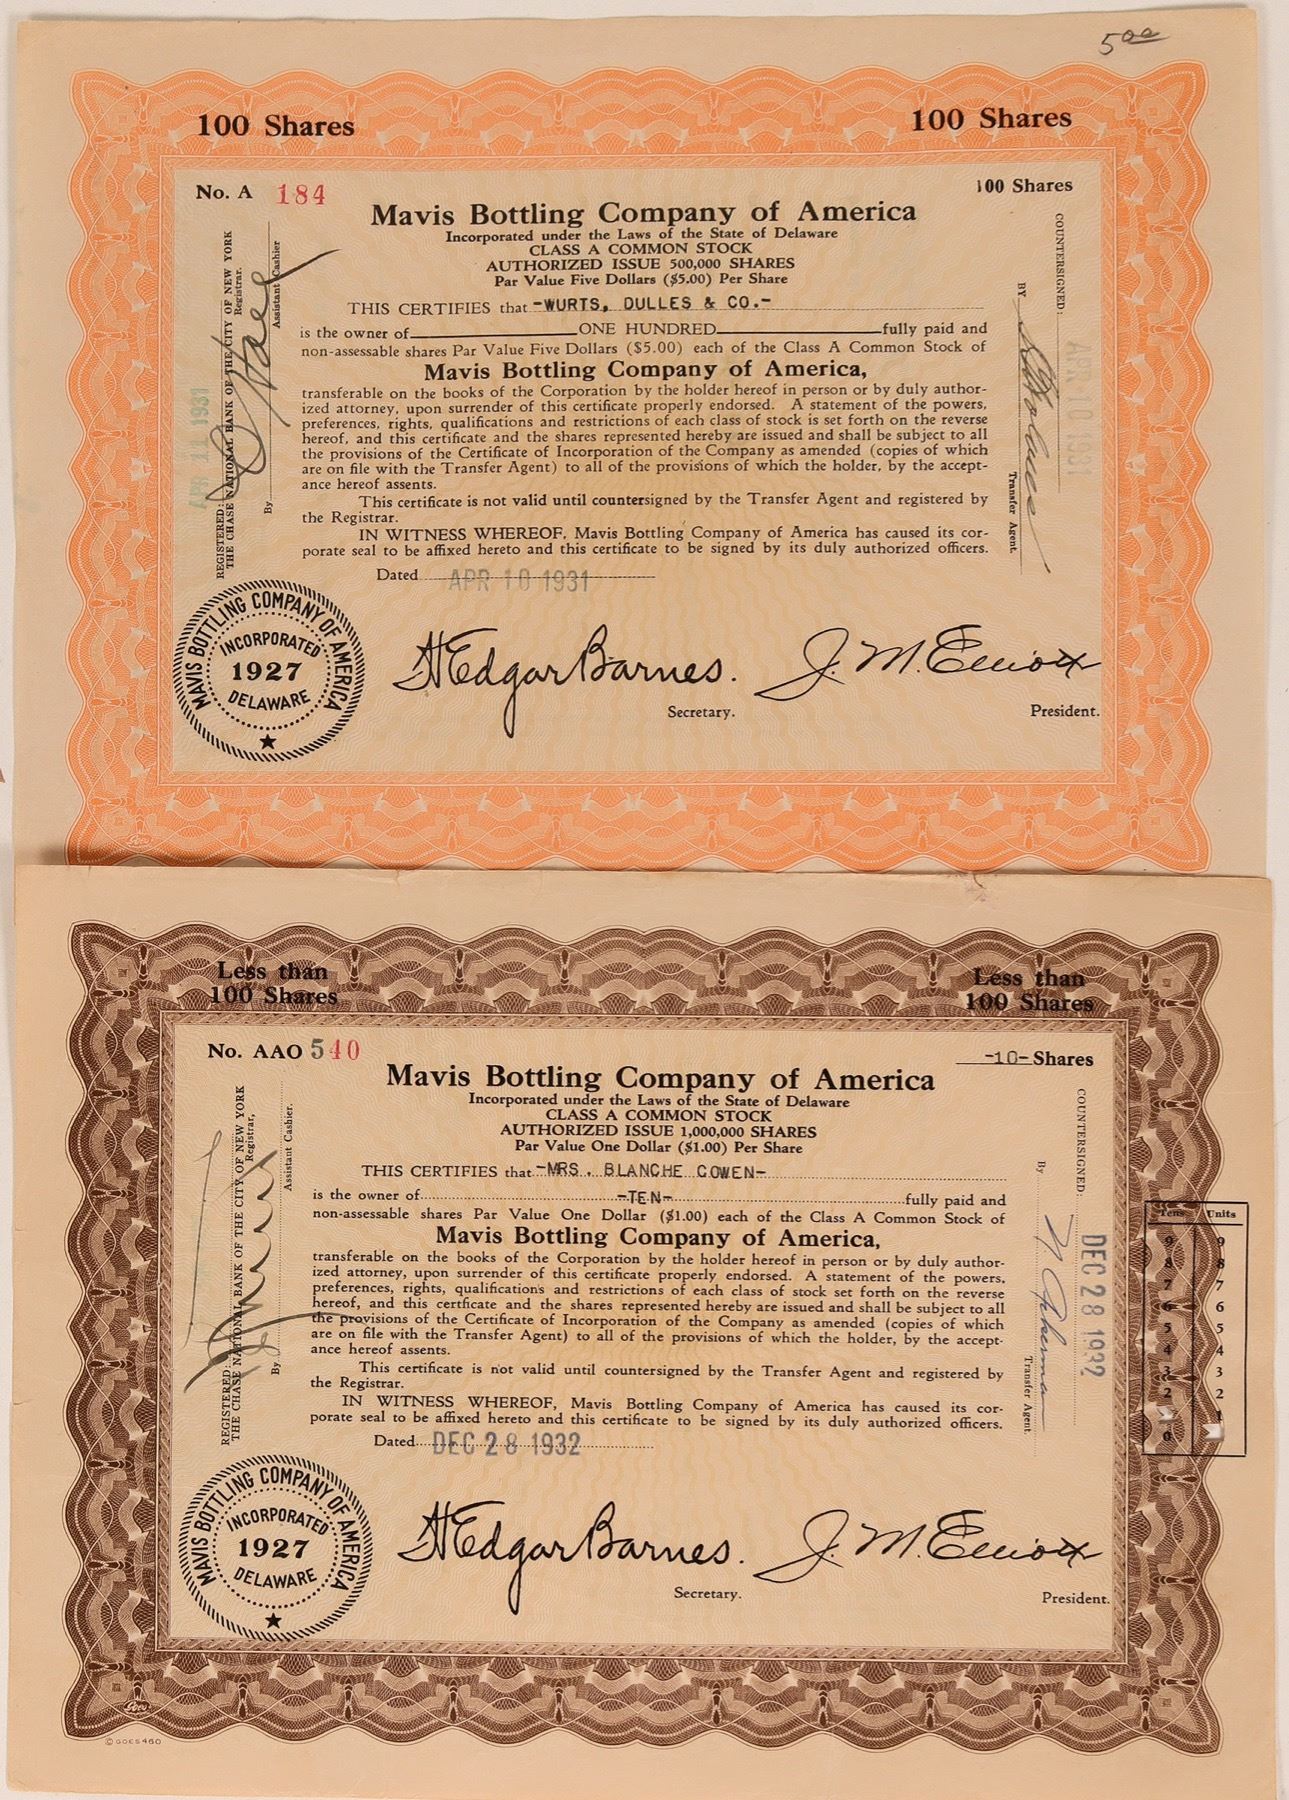 5.00
100 Shares
100 Shares
No. A 184
100 Shares
Mavis Bottling Company of America
Incorporated under the Laws of the State of Delaware
CLASS A COMMON STOCK
AUTHORIZED ISSUE 500,000 SHARES
Par Value Five Dollars ($5.00) Per Share
THIS CERTIFIES that -WURTS, DULLES & CO.-
is the owner of ONE HUNDRED fully paid and
non-assessable shares Par Value Five Dollars ($5.00) each of the Class A Common Stock of
Mavis Bottling Company of America,
transferable on the books of the Corporation by the holder hereof in person or by duly author-
ized attorney, upon surrender of this certificate properly endorsed. A statement of the powers,
preferences, rights, qualifications and restrictions of each class of stock is set forth on the reverse
hereof, and this certificate and the shares represented hereby are issued and shall be subject to all
the provisions of the Certificate of Incorporation of the Company as amended (copies of which
are on file with the Transfer Agent) to all of the provisions of which the holder, by the accept-
ance hereof assents.
This certificate is not valid until countersigned by the Transfer Agent and registered by
the Registrar.
IN WITNESS WHEREOF, Mavis Bottling Company of America has caused its cor-
porate seal to be affixed hereto and this certificate to be signed by its duly authorized officers.
Dated APR 10 1931
REGISTERED:
THE CHASE NATIONAL BANK OF THE CITY OF NEW YORK
Registrar.
By
Assistant Cashier
APR 11 1931
COUNTERSIGNED:
APR 10 1931
BY
Transfer Agent.
MAVIS BOTTLING COMPANY OF AMERICA
INCORPORATED
1927
DELAWARE
H Edgar Barnes.
Secretary.
J. M. Elliott
President.
Goes
Less than
100 Shares
Less than
100 Shares
No. AAO 540
-10- Shares
Mavis Bottling Company of America
Incorporated under the Laws of the State of Delaware
CLASS A COMMON STOCK
AUTHORIZED ISSUE 1,000,000 SHARES
Par Value One Dollar ($1.00) Per Share
THIS CERTIFIES that -MRS. BLANCHE COWEN-
is the owner of -TEN- fully paid and
non-assessable shares Par Value One Dollar ($1.00) each of the Class A Common Stock of
Mavis Bottling Company of America,
transferable on the books of the Corporation by the holder hereof in person or by duly author-
ized attorney, upon surrender of this certificate properly endorsed. A statement of the powers,
preferences, rights, qualifications and restrictions of each class of stock set forth on the reverse
hereof, and this certficate and the shares represented hereby are issued and shall be subject to all
the provisions of the Certificate of Incorporation of the Company as amended (copies of which
are on file with the Transfer Agent) to all of the provisions of which the holder, by the accept-
ance hereof assents.
This certificate is not valid until countersigned by the Transfer Agent and registered by
the Registrar.
IN WITNESS WHEREOF, Mavis Bottling Company of America has caused its cor-
porate seal to be affixed hereto and this certificate to be signed by its duly authorized officers.
Dated DEC 28 1932
REGISTERED:
THE CHASE NATIONAL BANK OF THE CITY OF NEW YORK
Registrar,
By
Assistant Cashier.
COUNTERSIGNED:
DEC 28 1932
By
Transfer Agent.
Tens Units
9 9
8 8
7 7
6 6
5 5
4 4
3 3
2 2
1
0
MAVIS BOTTLING COMPANY OF AMERICA
INCORPORATED
1927
DELAWARE
H Edgar Barnes.
Secretary.
J. M. Elliott
President.
Goes
© GOES 460